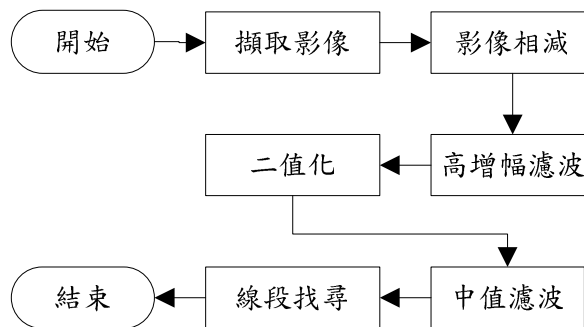 開始
擷取影像
影像相減
高增幅濾波
二值化
中值濾波
線段找尋
結束